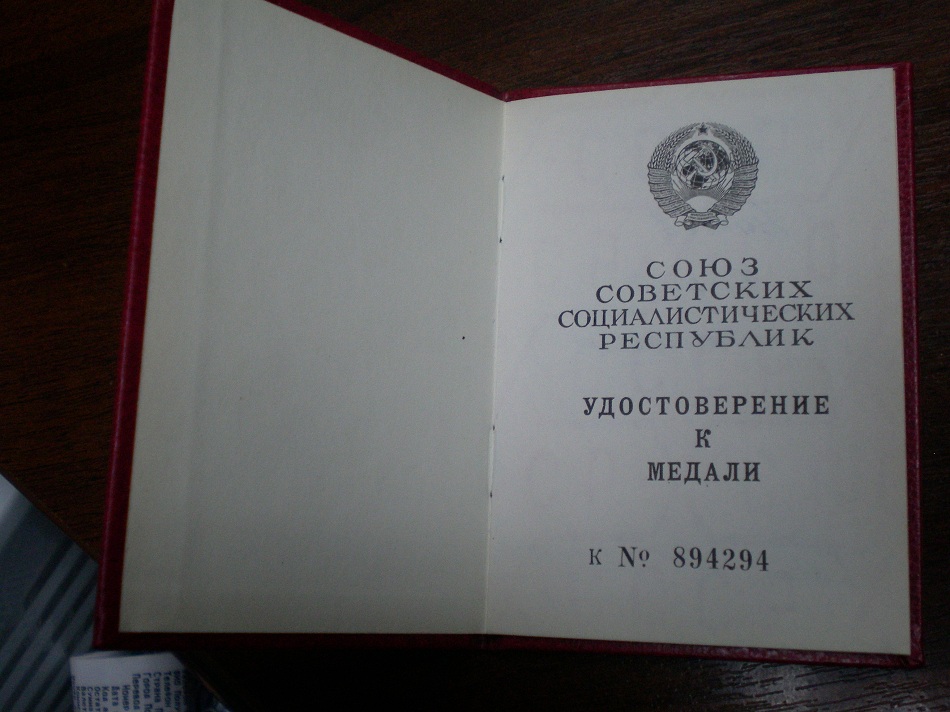 СОЮЗ
СОВЕТСКИХ
СОЦИАЛИСТИЧЕСКИХ
РЕСПУБЛИК
УДОСТОВЕРЕНИЕ
К
МЕДАЛИ
К № 894294